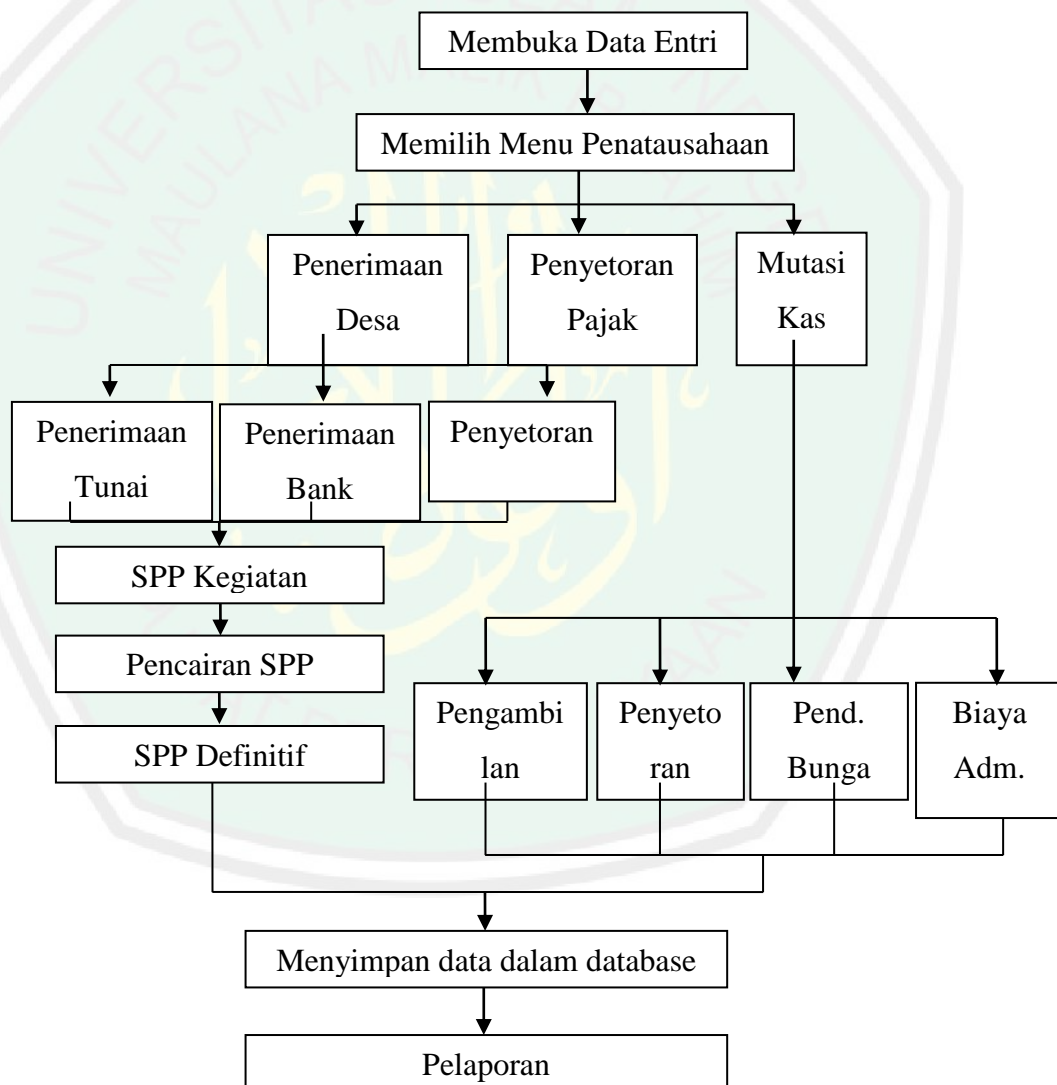 Membuka Data Entri
Memilih Menu Penatausahaan
Penerimaan
Desa
Penyetoran
Pajak
Mutasi
Kas
Penerimaan
Tunai
Penerimaan
Bank
Penyetoran
SPP Kegiatan
Pencairan SPP
SPP Definitif
Pengambi
lan
Penyeto
ran
Pend.
Bunga
Biaya
Adm.
Menyimpan data dalam database
Pelaporan